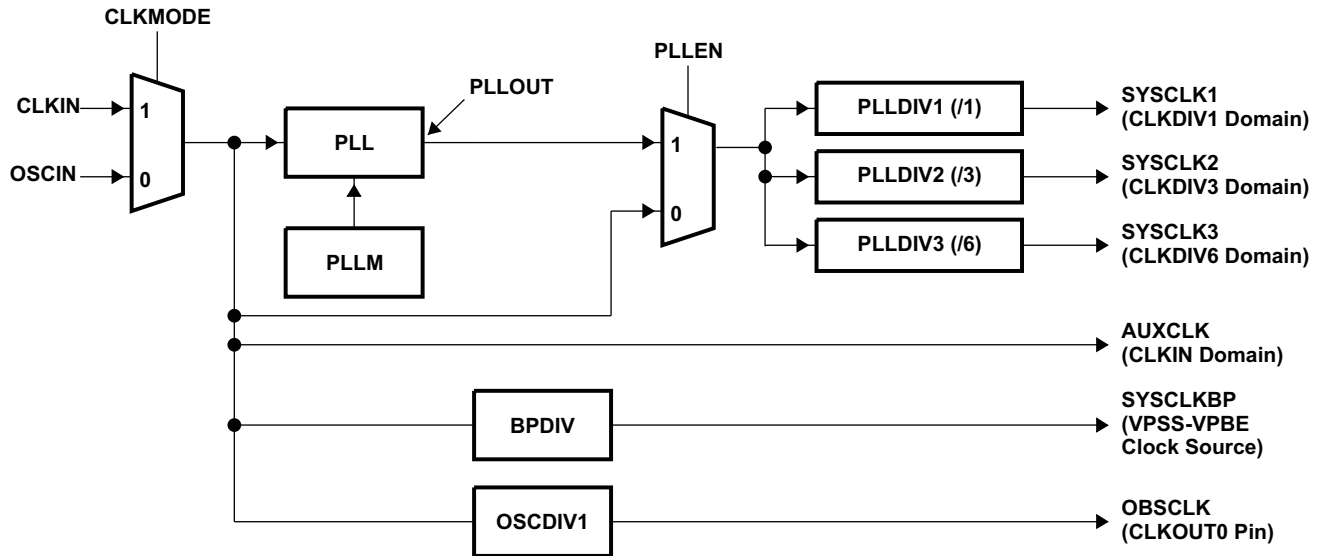 CLKMODE
CLKIN
OSCIN
1
0
PLL
PLLOUT
PLLM
PLLEN
1
0
PLLDIV1 (/1)
PLLDIV2 (/3)
PLLDIV3 (/6)
SYSCLK1
(CLKDIV1 Domain)
SYSCLK2
(CLKDIV3 Domain)
SYSCLK3
(CLKDIV6 Domain)
AUXCLK
(CLKIN Domain)
BPDIV
SYSCLKBP
(VPSS-VPBE
Clock Source)
OSCDIV1
OBSCLK
(CLKOUT0 Pin)